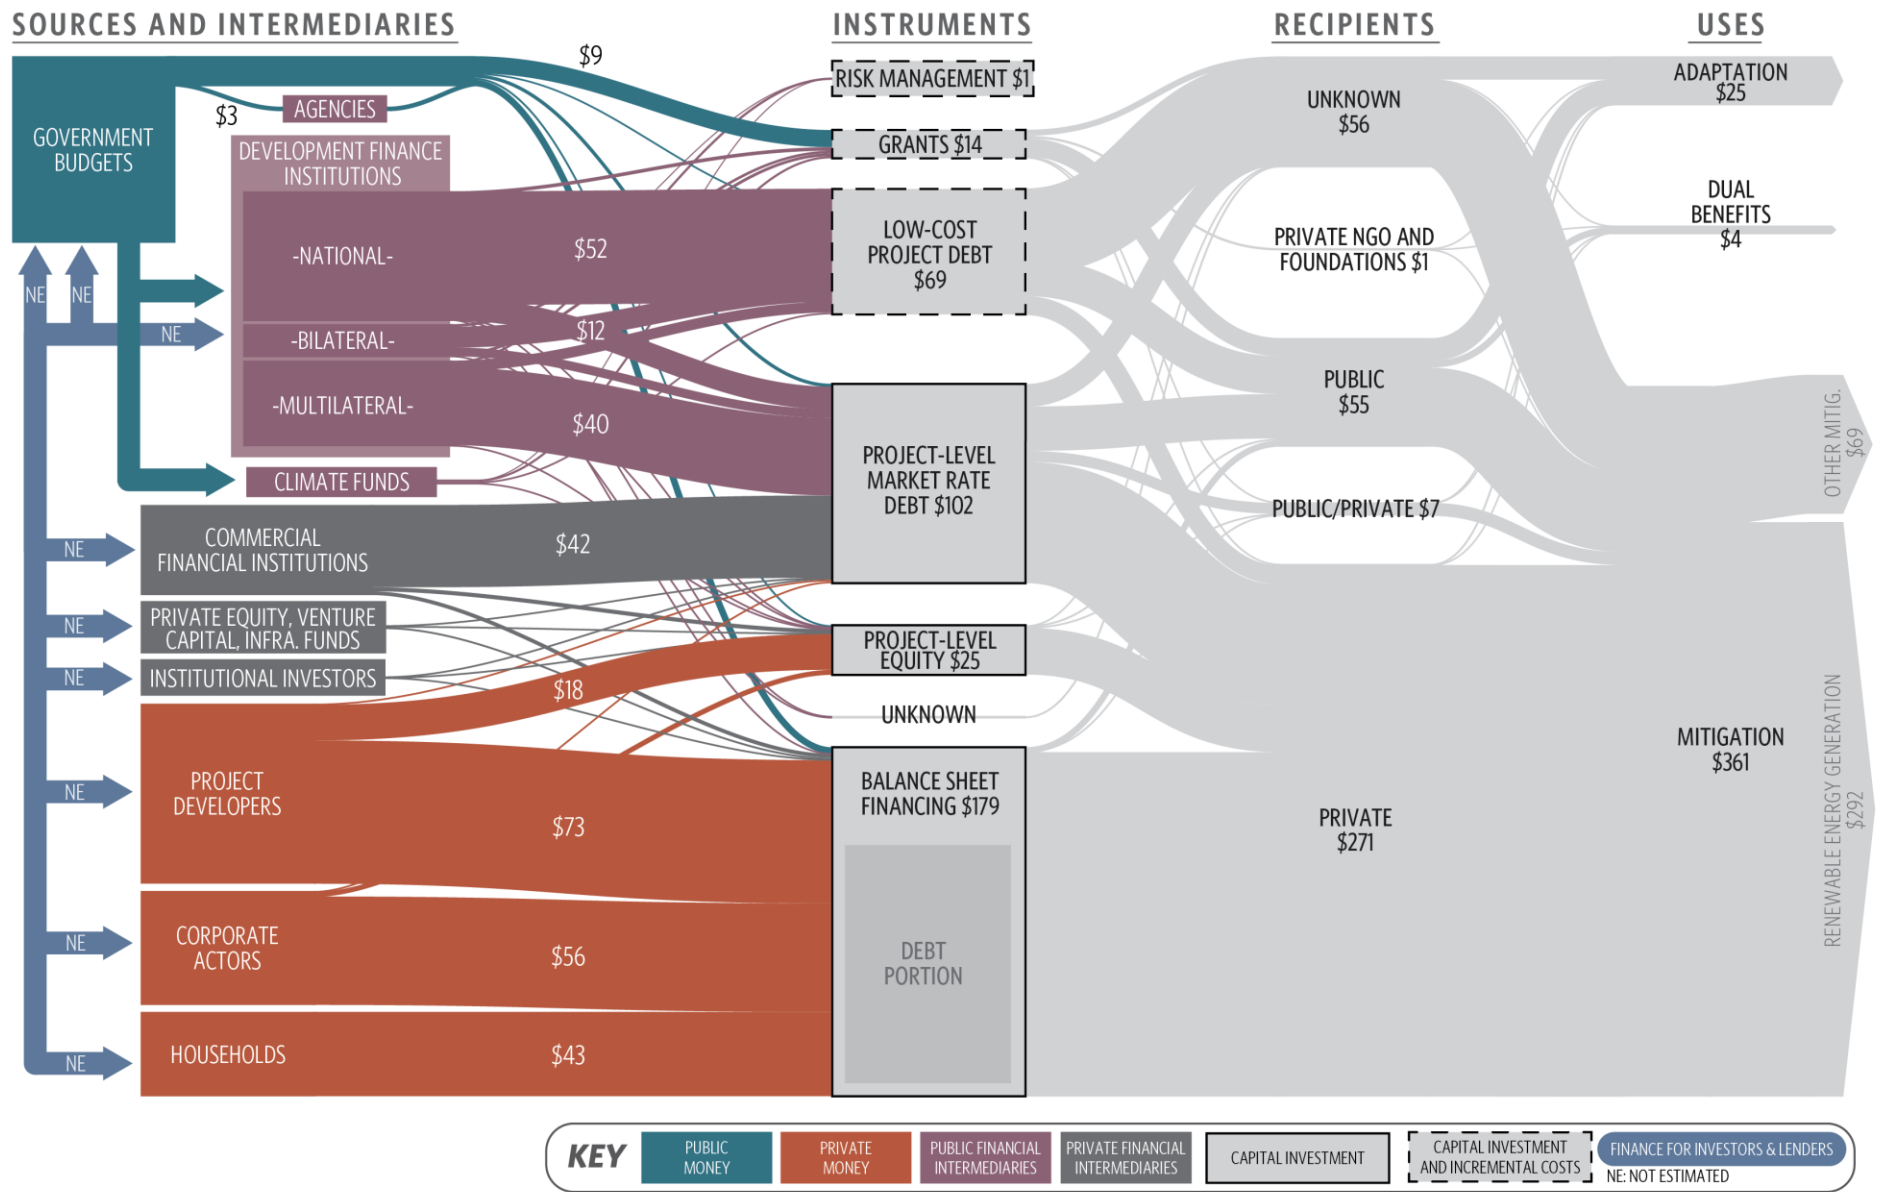 SOURCES AND INTERMEDIARIES
INSTRUMENTS
RECIPIENTS
USES
GOVERNMENT
BUDGETS
$3
AGENCIES
$9
DEVELOPMENT FINANCE
INSTITUTIONS
-NATIONAL-
$52
-BILATERAL-
$12
-MULTILATERAL-
$40
CLIMATE FUNDS
NE
NE
NE
COMMERCIAL
FINANCIAL INSTITUTIONS
$42
NE
PRIVATE EQUITY, VENTURE
CAPITAL, INFRA. FUNDS
NE
INSTITUTIONAL INVESTORS
NE
$18
PROJECT
DEVELOPERS
NE
$73
CORPORATE
ACTORS
NE
$56
HOUSEHOLDS
NE
$43
RISK MANAGEMENT $1
GRANTS $14
LOW-COST
PROJECT DEBT
$69
PROJECT-LEVEL
MARKET RATE
DEBT $102
PROJECT-LEVEL
EQUITY $25
UNKNOWN
BALANCE SHEET
FINANCING $179
DEBT
PORTION
UNKNOWN
$56
PRIVATE NGO AND
FOUNDATIONS $1
PUBLIC
$55
PUBLIC/PRIVATE $7
PRIVATE
$271
ADAPTATION
$25
DUAL
BENEFITS
$4
OTHER MITIG.
$69
MITIGATION
$361
RENEWABLE ENERGY GENERATION
$292
KEY
PUBLIC
MONEY
PRIVATE
MONEY
PUBLIC FINANCIAL
INTERMEDIARIES
PRIVATE FINANCIAL
INTERMEDIARIES
CAPITAL INVESTMENT
CAPITAL INVESTMENT
AND INCREMENTAL COSTS
FINANCE FOR INVESTORS & LENDERS
NE: NOT ESTIMATED